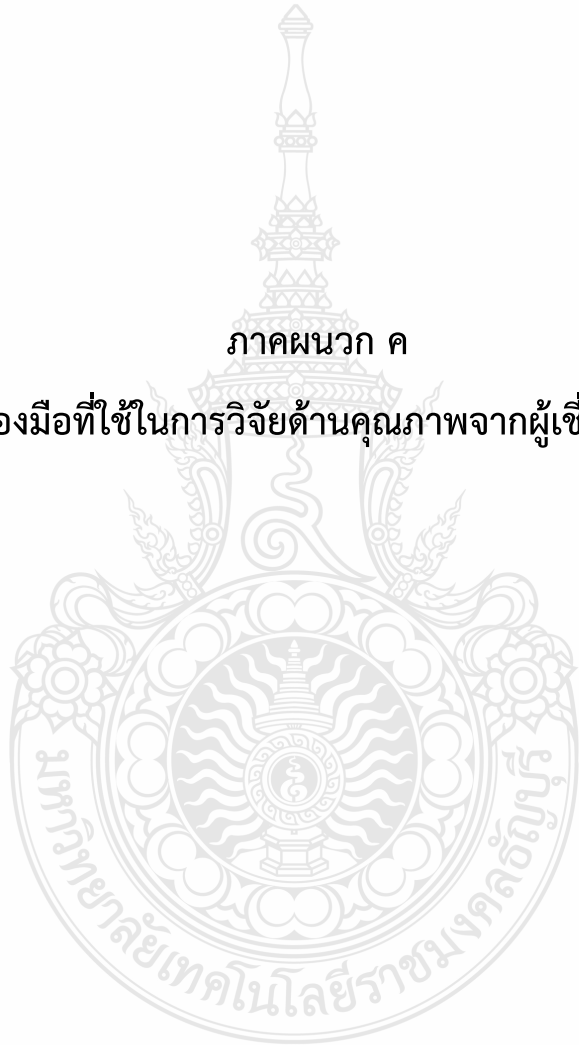 ภาคผนวก ค
องมือที่ใช้ในการวิจัยด้านคุณภาพจากผู้เชี่
มหาวิทยาลัยเทคโนโลยีราชมงคลธัญบุรี